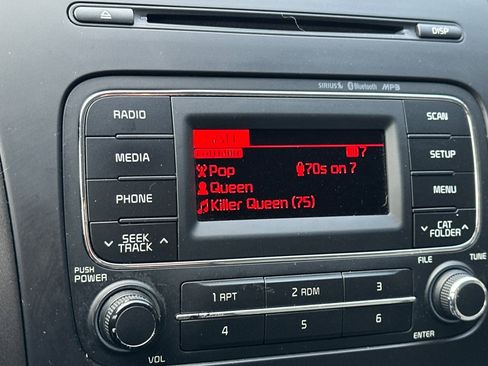 DISP
SIRIUS Bluetooth MP3
RADIO
SCAN
MEDIA
7
SETUP
Pop 70s on 7
PHONE
Queen
MENU
Killer Queen (75)
SEEK
TRACK
CAT
FOLDER
PUSH
POWER
FILE
TUNE
1 RPT
2 RDM
3
4
5
6
VOL
ENTER